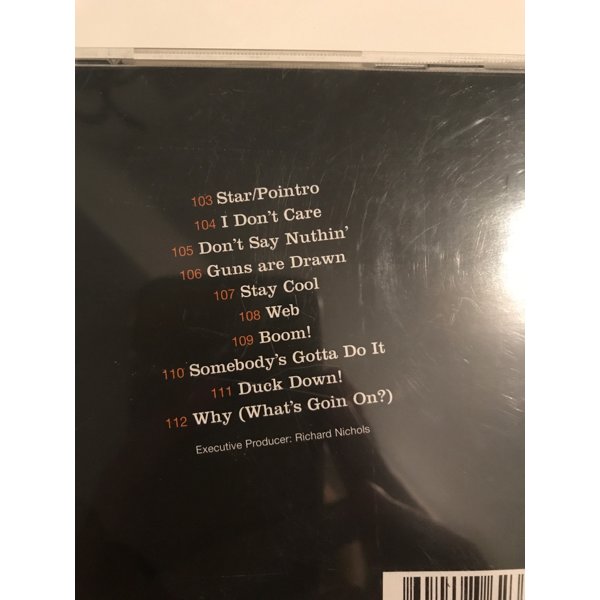 103 Star/Pointro
104 I Don't Care
105 Don't Say Nuthin'
106 Guns are Drawn
107 Stay Cool
108 Web
109 Boom!
110 Somebody's Gotta Do It
111 Duck Down!
112 Why (What's Goin On?)
Executive Producer: Richard Nichols